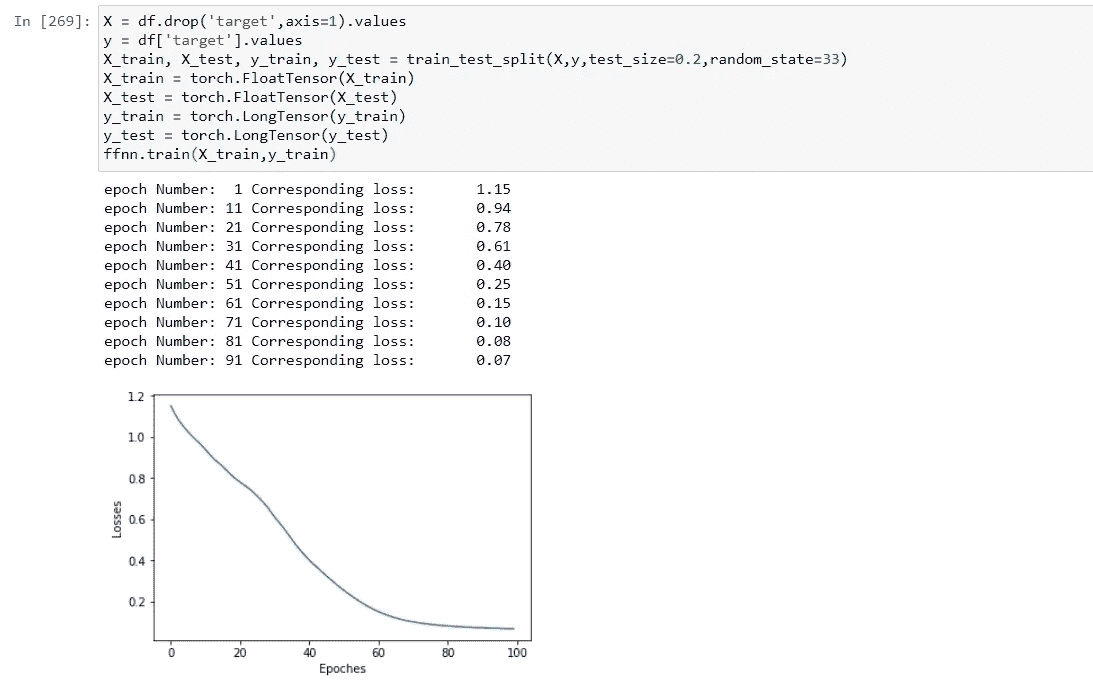 In [269]: X = df.drop('target',axis=1).values
y = df['target'].values
X_train, X_test, y_train, y_test = train_test_split(X,y,test_size=0.2,random_state=33)
X_train = torch.FloatTensor(X_train)
X_test = torch.FloatTensor(X_test)
y_train = torch.LongTensor(y_train)
y_test = torch.LongTensor(y_test)
ffnn.train(X_train,y_train)
epoch Number:  1 Corresponding loss:       1.15
epoch Number: 11 Corresponding loss:       0.94
epoch Number: 21 Corresponding loss:       0.78
epoch Number: 31 Corresponding loss:       0.61
epoch Number: 41 Corresponding loss:       0.40
epoch Number: 51 Corresponding loss:       0.25
epoch Number: 61 Corresponding loss:       0.15
epoch Number: 71 Corresponding loss:       0.10
epoch Number: 81 Corresponding loss:       0.08
epoch Number: 91 Corresponding loss:       0.07
1.2
1.0
0.8
0.6
0.4
0.2
Losses
0 20 40 60 80 100
Epoches